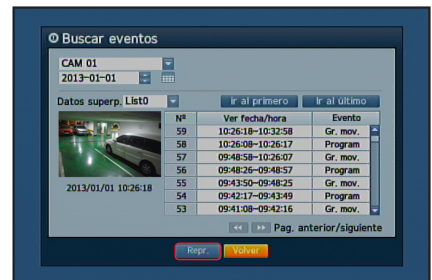 Buscar eventos
CAM 01
2013-01-01
Datos superp. List0
ir al primero Ir al último
Nº Ver fecha/hora Evento
59 10:26:18~10:32:58 Gr. mov.
58 10:26:08~10:26:17 Program
57 09:48:58~10:26:07 Gr. mov.
56 09:48:26~09:48:57 Program
55 09:43:50~09:48:25 Gr. mov.
54 09:42:17~09:43:49 Program
53 09:41:08~09:42:16 Gr. mov.
2013/01/01 10:26:18
Pag. anterior/siguiente
Repr. Volver